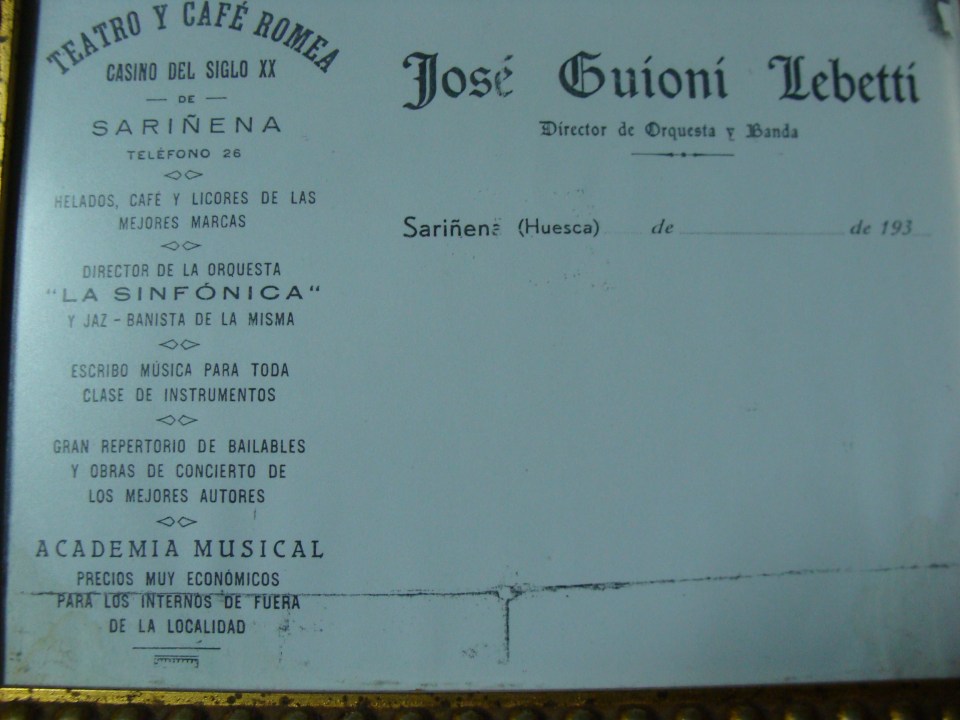 TEATRO Y CAFÉ ROMEA
CASINO DEL SIGLO XX
— DE —
SARIÑENA
TELÉFONO 26
HELADOS, CAFÉ Y LICORES DE LAS
MEJORES MARCAS
DIRECTOR DE LA ORQUESTA
"LA SINFÓNICA"
Y JAZ - BANISTA DE LA MISMA
ESCRIBO MÚSICA PARA TODA
CLASE DE INSTRUMENTOS
GRAN REPERTORIO DE BAILABLES
Y OBRAS DE CONCIERTO DE
LOS MEJORES AUTORES
ACADEMIA MUSICAL
PRECIOS MUY ECONÓMICOS
PARA LOS INTERNOS DE FUERA
DE LA LOCALIDAD
José Guioni Lebetti
Director de Orquesta y Banda
Sariñena (Huesca) de de 193